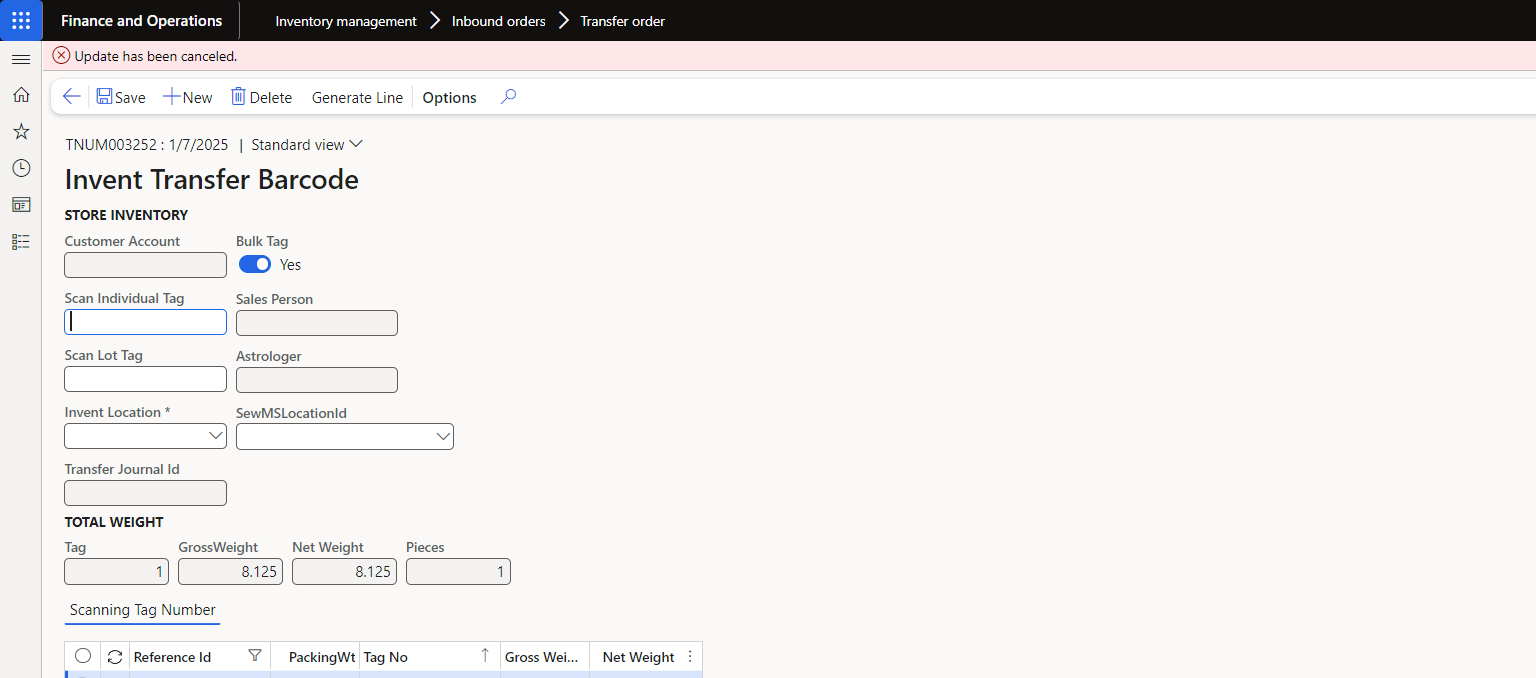 Finance and Operations Inventory management Inbound orders Transfer order
Update has been canceled.
Save New Delete Generate Line Options
TNUM003252 : 1/7/2025 | Standard view
Invent Transfer Barcode
STORE INVENTORY
Customer Account Bulk Tag
Yes
Scan Individual Tag Sales Person
Scan Lot Tag Astrologer
Invent Location * SewMSLocationId
Transfer Journal Id
TOTAL WEIGHT
Tag GrossWeight Net Weight Pieces
1 8.125 8.125 1
Scanning Tag Number
Reference Id PackingWt Tag No Gross Wei... Net Weight